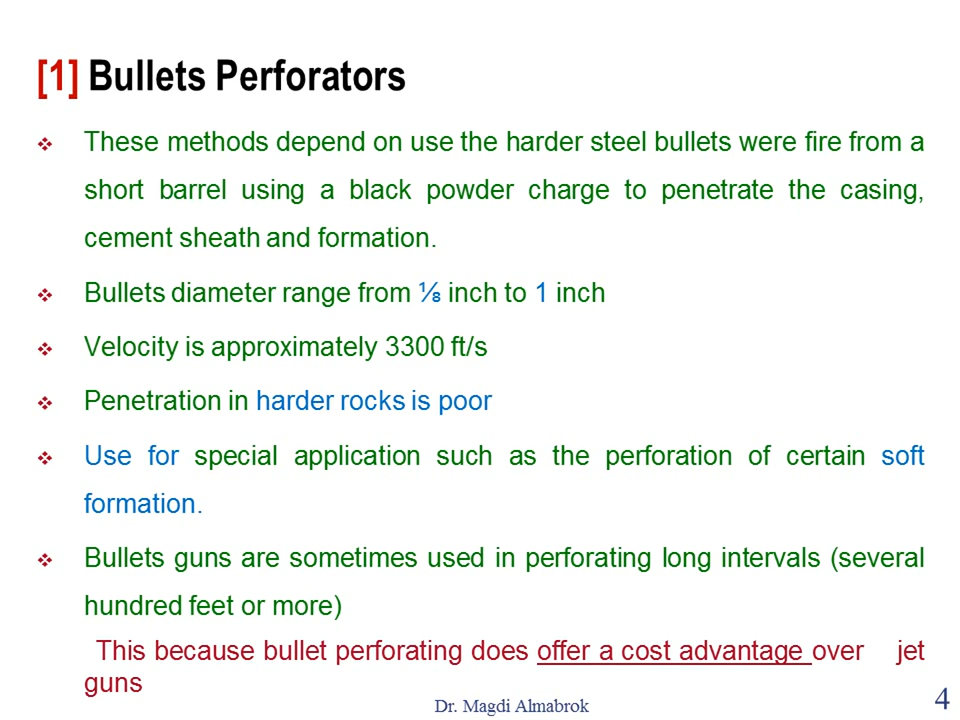 [1] Bullets Perforators
❖ These methods depend on use the harder steel bullets were fire from a
short barrel using a black powder charge to penetrate the casing,
cement sheath and formation.
❖ Bullets diameter range from ⅛ inch to 1 inch
❖ Velocity is approximately 3300 ft/s
❖ Penetration in harder rocks is poor
❖ Use for special application such as the perforation of certain soft
formation.
❖ Bullets guns are sometimes used in perforating long intervals (several
hundred feet or more)
This because bullet perforating does offer a cost advantage over jet
guns
Dr. Magdi Almabrok
4